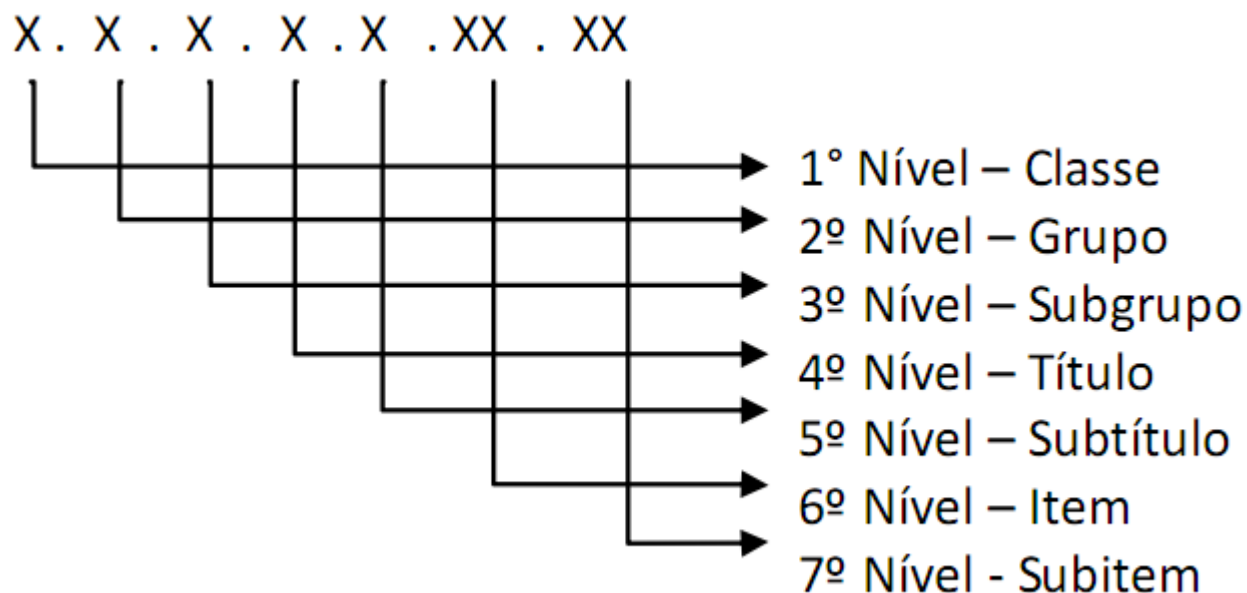 X . X . X . X . X . XX . XX
1° Nível – Classe
2º Nível – Grupo
3º Nível – Subgrupo
4º Nível – Título
5º Nível – Subtítulo
6º Nível – Item
7º Nível - Subitem